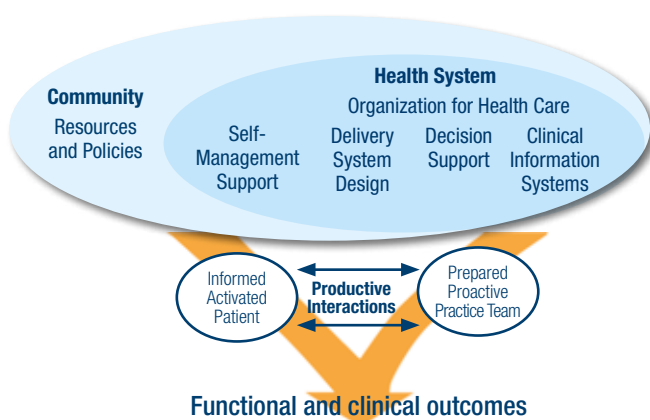 Health System
Organization for Health Care
Community
Resources
and Policies
Self-
Management
Support
Delivery
System
Design
Decision
Support
Clinical
Information
Systems
Informed
Activated
Patient
Productive
Interactions
Prepared
Proactive
Practice Team
Functional and clinical outcomes